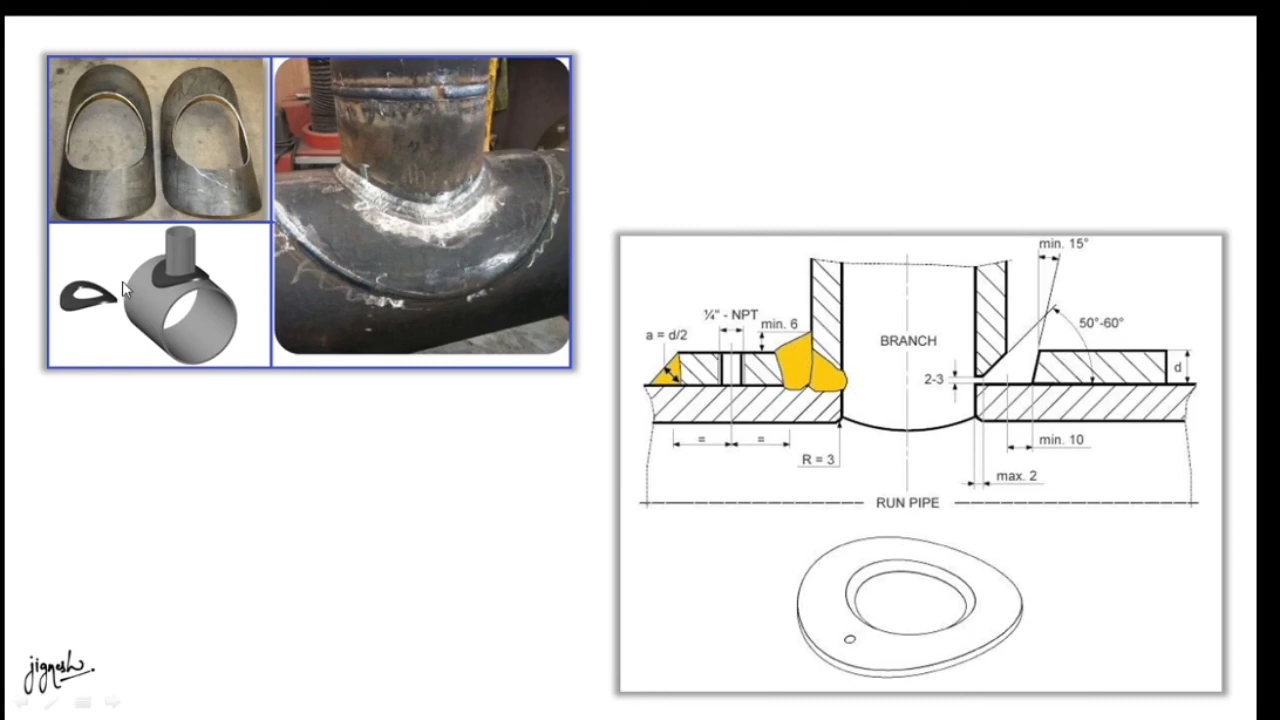 min. 15°
¼" - NPT
min. 6
50°-60°
a = d/2
BRANCH
d
2-3
= =
min. 10
R = 3
max. 2
RUN PIPE
jignesh.